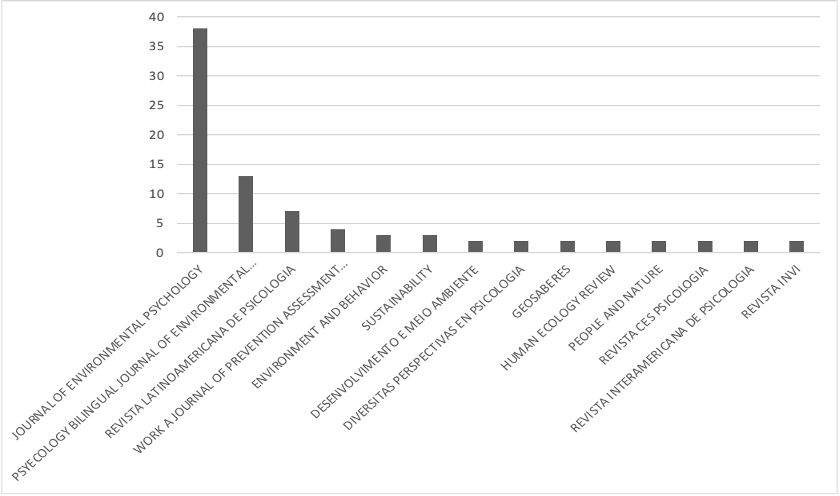 40
35
30
25
20
15
10
5
0
JOURNAL OF ENVIRONMENTAL PSYCHOLOGY
PSYECOLOGY BILINGUAL JOURNAL OF ENVIRONMENTAL…
REVISTA LATINOAMERICANA DE PSICOLOGIA
WORK A JOURNAL OF PREVENTION ASSESSMENT…
ENVIRONMENT AND BEHAVIOR
SUSTAINABILITY
DESENVOLVIMENTO E MEIO AMBIENTE
DIVERSITAS PERSPECTIVAS EN PSICOLOGIA
GEOSABERES
HUMAN ECOLOGY REVIEW
PEOPLE AND NATURE
REVISTA CES PSICOLOGIA
REVISTA INTERAMERICANA DE PSICOLOGIA
REVISTA INVI